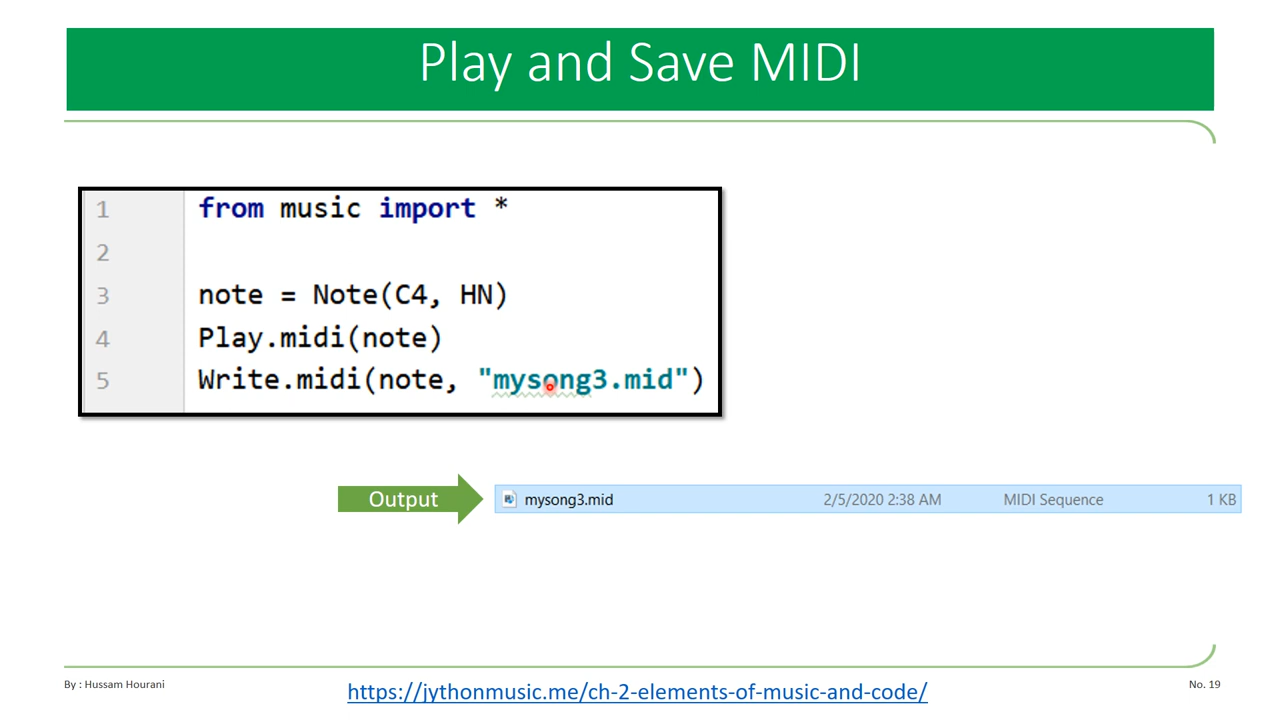 Play and Save MIDI
1 from music import *
2
3 note = Note(C4, HN)
4 Play.midi(note)
5 Write.midi(note, "mysong3.mid")
Output mysong3.mid 2/5/2020 2:38 AM MIDI Sequence 1 KB
By : Hussam Hourani https://jythonmusic.me/ch-2-elements-of-music-and-code/ No. 19